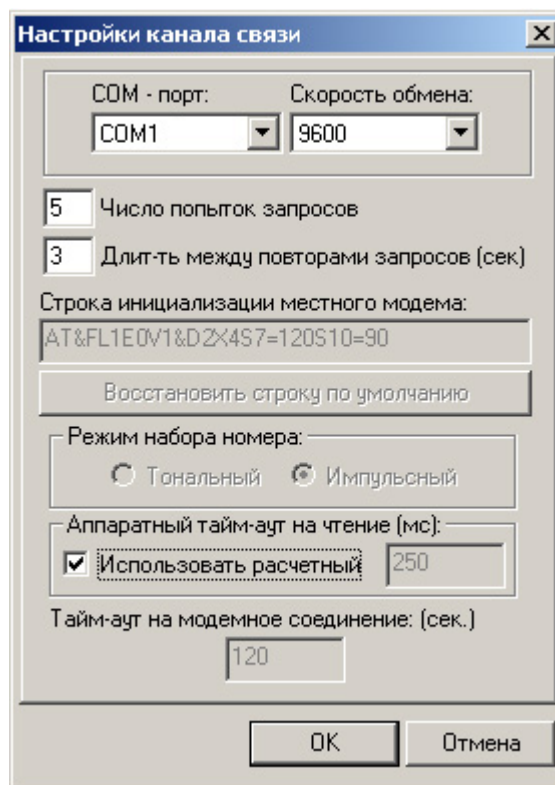 Настройки канала связи
COM - порт: Скорость обмена:
COM1 9600
5 Число попыток запросов
3 Длит-ть между повторами запросов (сек)
Строка инициализации местного модема:
AT&FL1E0V1&D2X4S7=120S10=90
Восстановить строку по умолчанию
Режим набора номера:
Тональный Импульсный
Аппаратный тайм-аут на чтение (мс):
Использовать расчетный 250
Тайм-аут на модемное соединение: (сек.)
120
OK Отмена